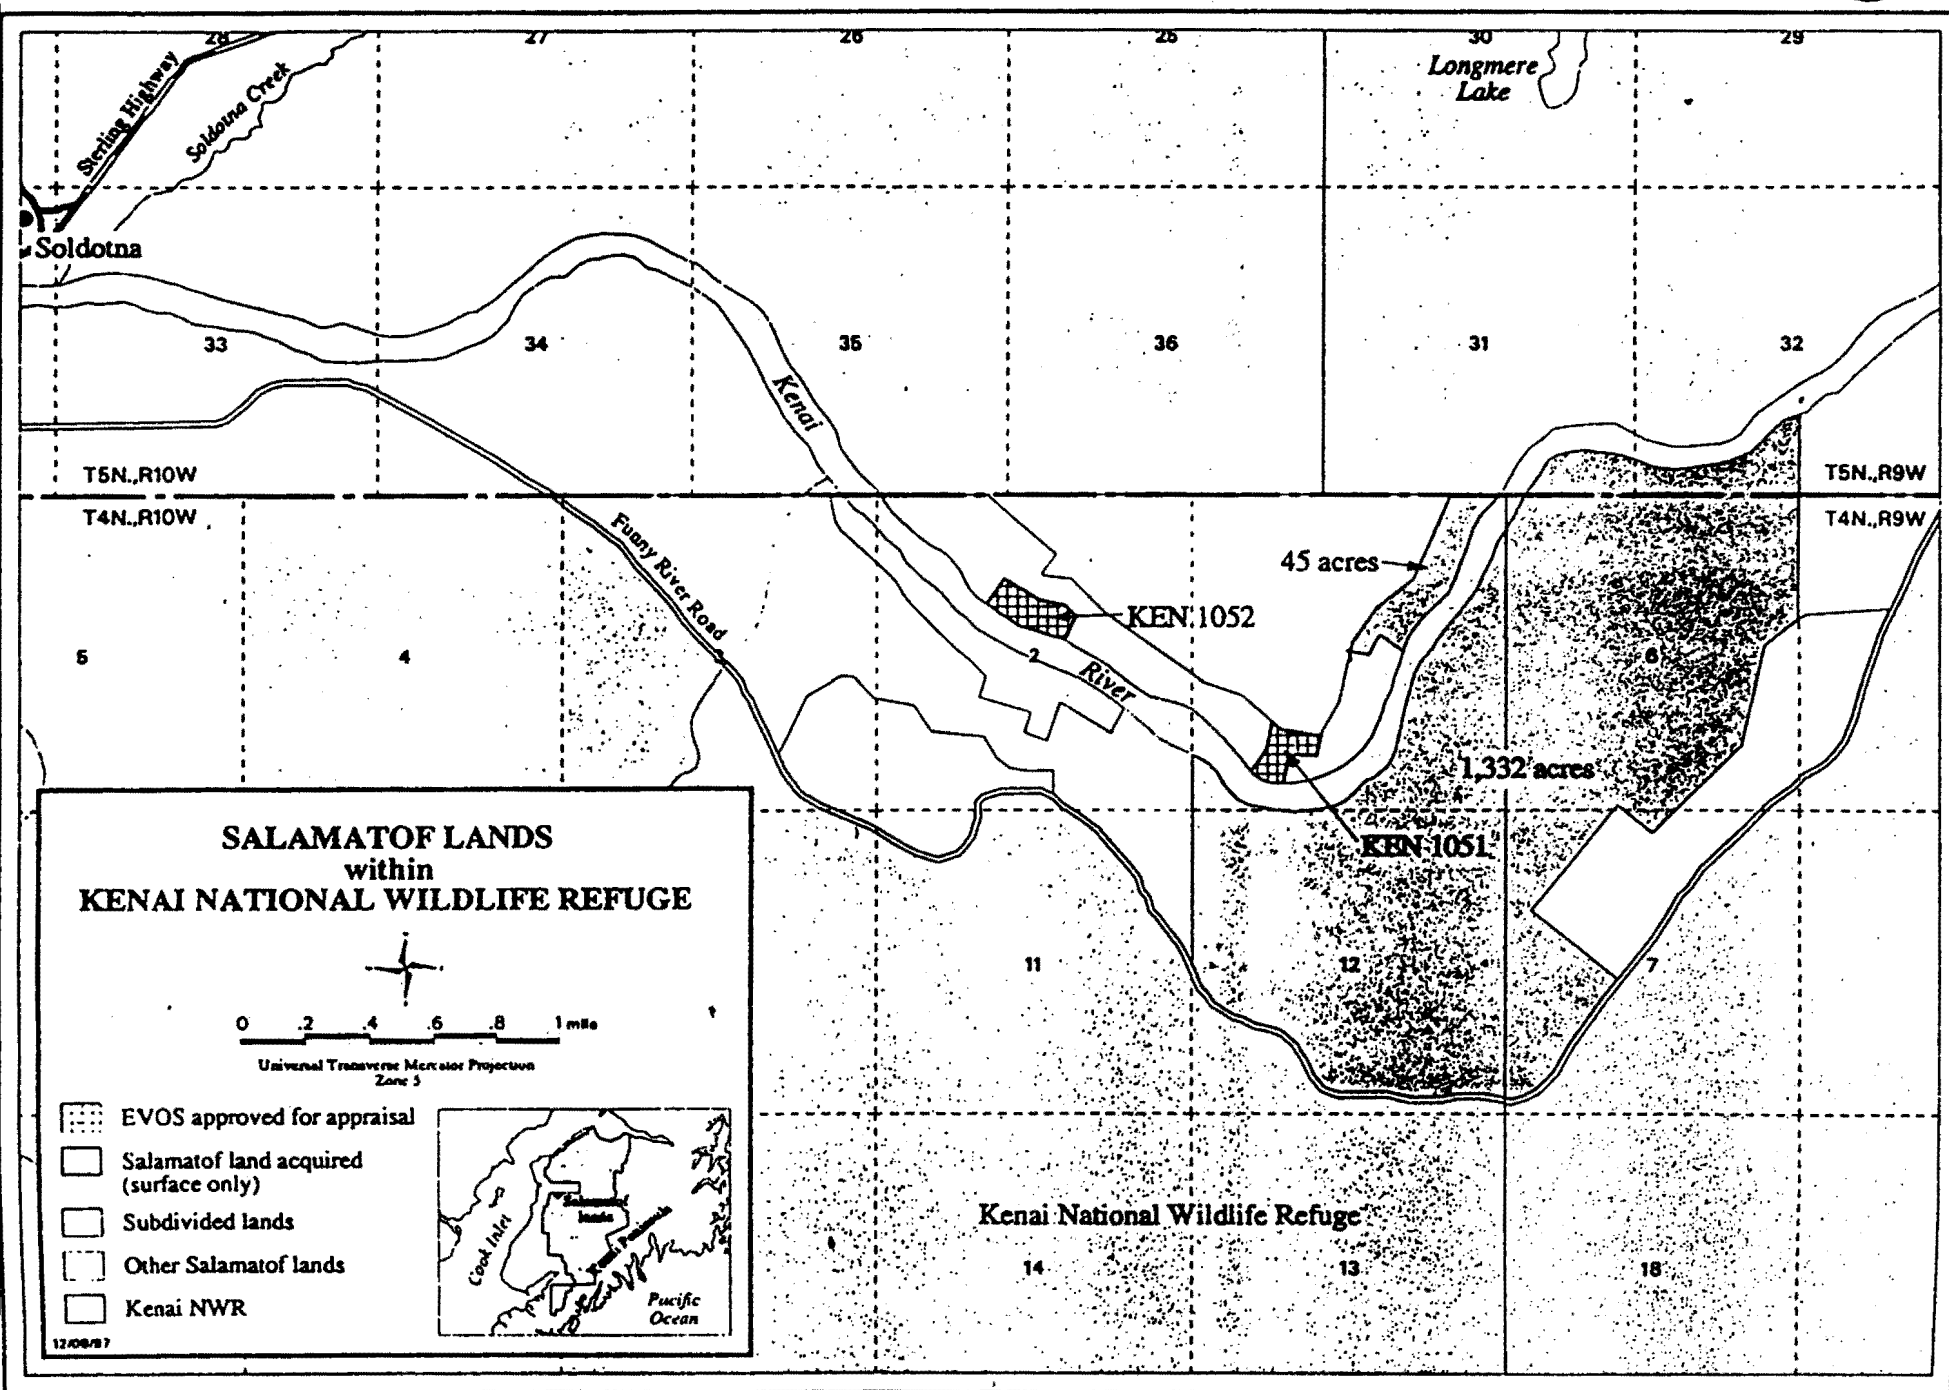 28 27 26 25 30 29
Longmere
Lake
Sterling Highway
Soldotna Creek
Soldotna
33 34 35 36 31 32
Kenai
T5N.,R10W T5N.,R9W
T4N.,R10W T4N.,R9W
Funny River Road
45 acres
KEN 1052
5 4 3 2 6
River
1,332 acres
KEN 1051
11 12 7
Kenai National Wildlife Refuge
14 13 18
SALAMATOF LANDS
within
KENAI NATIONAL WILDLIFE REFUGE
0 .2 .4 .6 .8 1 mile
Universal Transverse Mercator Projection
Zone 5
EVOS approved for appraisal
Salamatof land acquired
(surface only)
Subdivided lands
Other Salamatof lands
Kenai NWR
Salamatof
lands
Cook Inlet
Kenai Peninsula
Pacific
Ocean